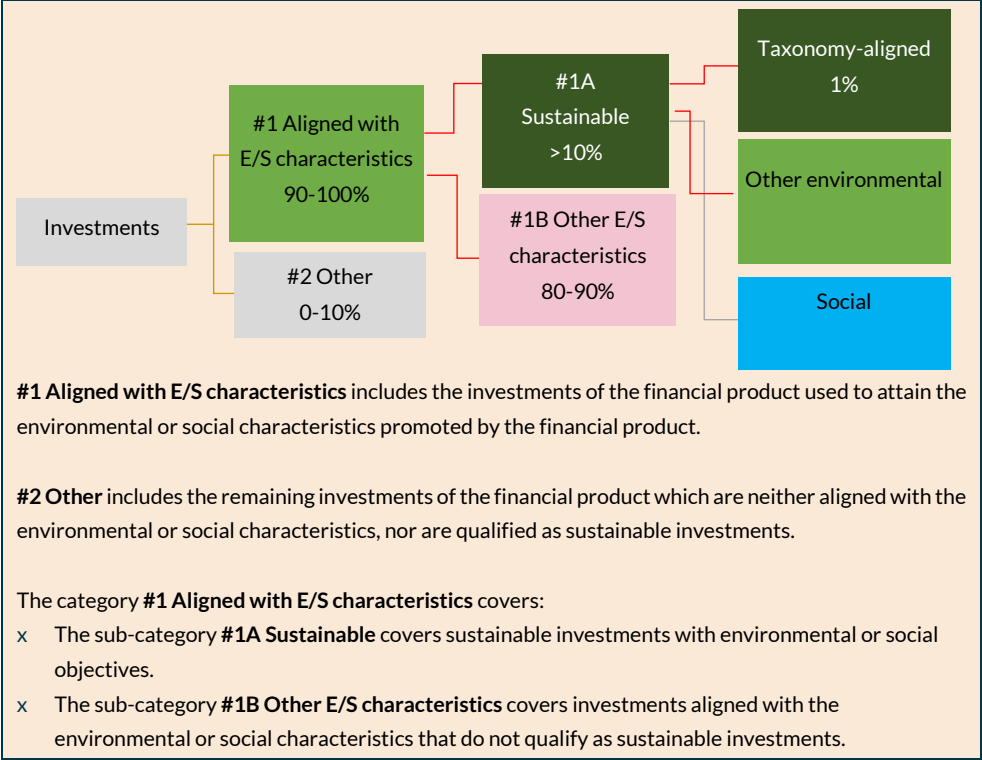 Investments
#1 Aligned with
E/S characteristics
90-100%
#2 Other
0-10%
#1A
Sustainable
>10%
#1B Other E/S
characteristics
80-90%
Taxonomy-aligned
1%
Other environmental
Social
#1 Aligned with E/S characteristics includes the investments of the financial product used to attain the
environmental or social characteristics promoted by the financial product.
#2 Other includes the remaining investments of the financial product which are neither aligned with the
environmental or social characteristics, nor are qualified as sustainable investments.
The category #1 Aligned with E/S characteristics covers:
x The sub-category #1A Sustainable covers sustainable investments with environmental or social
objectives.
x The sub-category #1B Other E/S characteristics covers investments aligned with the
environmental or social characteristics that do not qualify as sustainable investments.